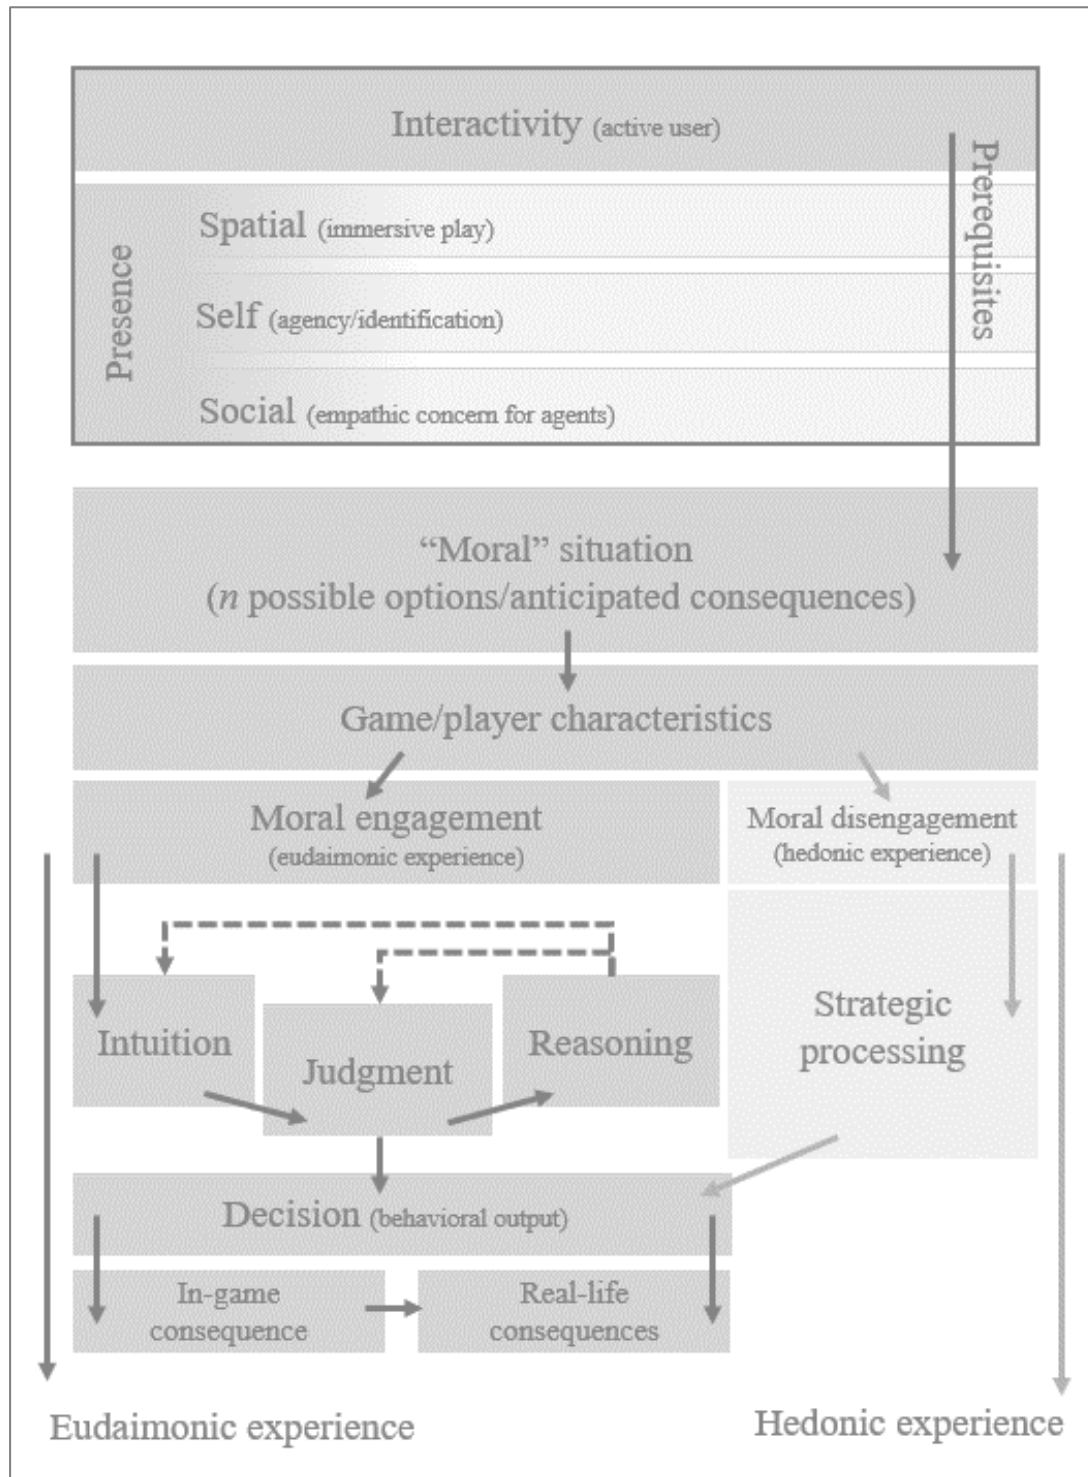 Interactivity (active user)
Prerequisites
Presence
Spatial (immersive play)
Self (agency/identification)
Social (empathic concern for agents)
“Moral” situation
(n possible options/anticipated consequences)
Game/player characteristics
Moral engagement
(eudaimonic experience)
Moral disengagement
(hedonic experience)
Intuition
Judgment
Reasoning
Strategic
processing
Decision (behavioral output)
In-game
consequence
Real-life
consequences
Eudaimonic experience
Hedonic experience